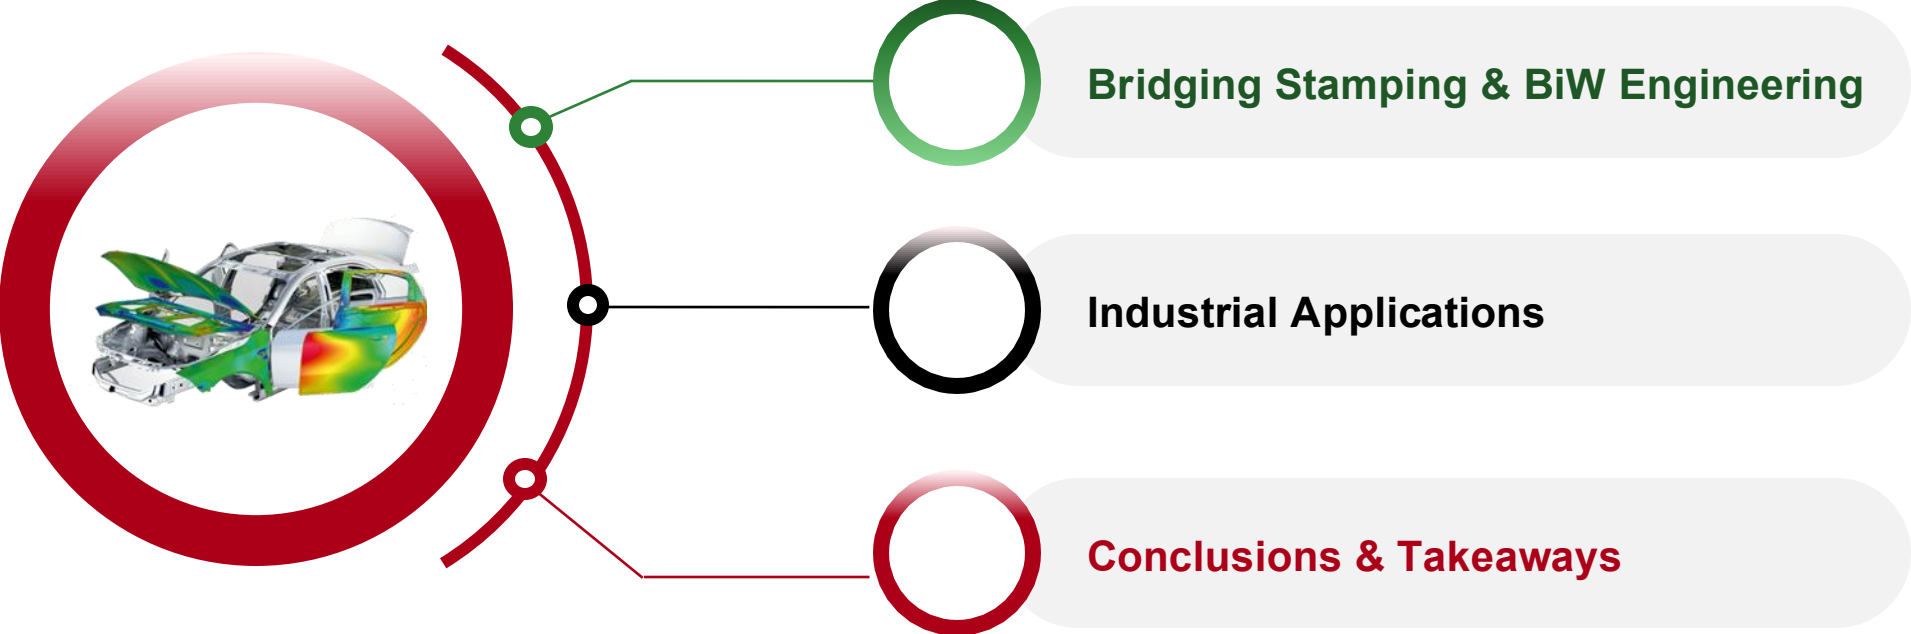 Bridging Stamping & BiW Engineering
Industrial Applications
Conclusions & Takeaways